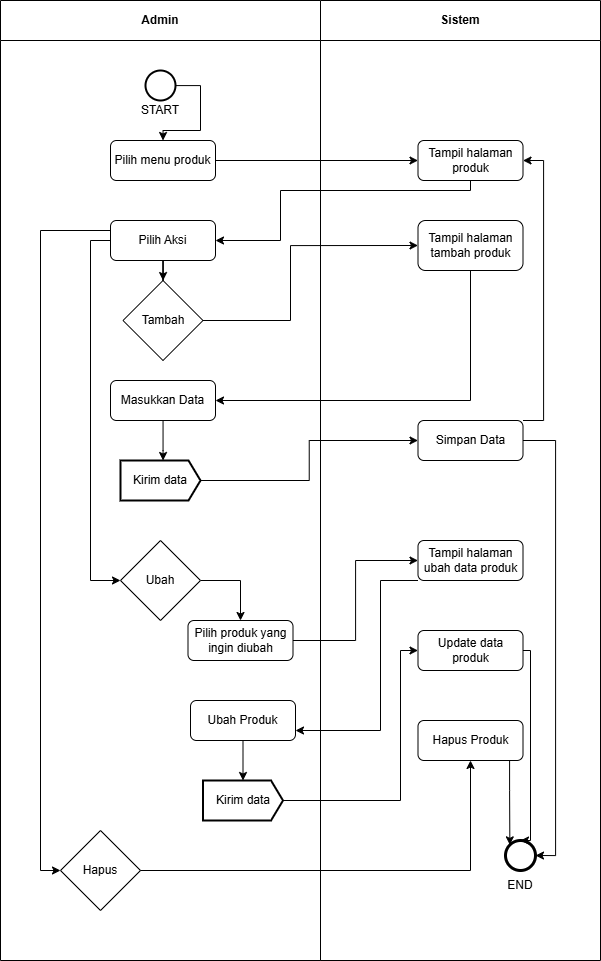 Admin
Sistem
START
Pilih menu produk
Tampil halaman
produk
Pilih Aksi
Tampil halaman
tambah produk
Tambah
Masukkan Data
Simpan Data
Kirim data
Tampil halaman
ubah data produk
Ubah
Pilih produk yang
ingin diubah
Update data
produk
Ubah Produk
Hapus Produk
Kirim data
Hapus
END